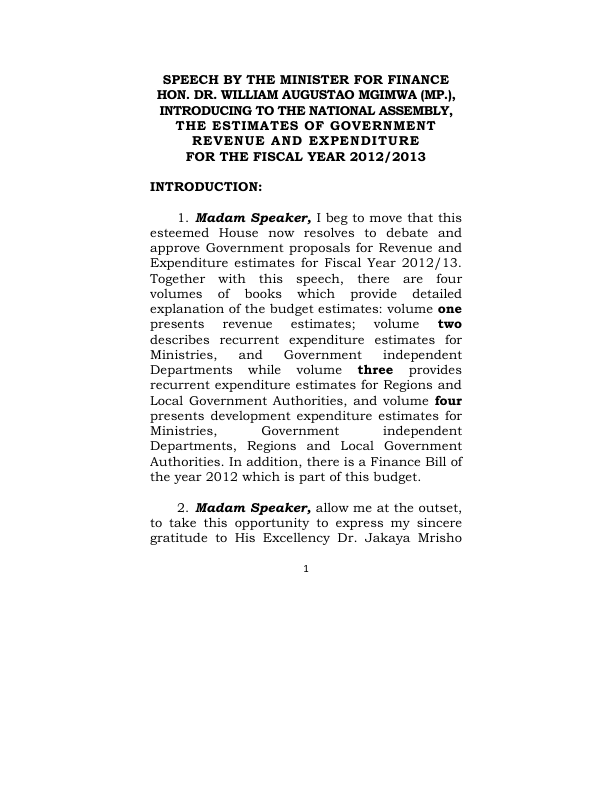 SPEECH BY THE MINISTER FOR FINANCE
HON. DR. WILLIAM AUGUSTAO MGIMWA (MP.),
INTRODUCING TO THE NATIONAL ASSEMBLY,
THE ESTIMATES OF GOVERNMENT
REVENUE AND EXPENDITURE
FOR THE FISCAL YEAR 2012/2013
INTRODUCTION:
1. Madam Speaker, I beg to move that this
esteemed House now resolves to debate and
approve Government proposals for Revenue and
Expenditure estimates for Fiscal Year 2012/13.
Together with this speech, there are four
volumes of books which provide detailed
explanation of the budget estimates: volume one
presents revenue estimates; volume two
describes recurrent expenditure estimates for
Ministries, and Government independent
Departments while volume three provides
recurrent expenditure estimates for Regions and
Local Government Authorities, and volume four
presents development expenditure estimates for
Ministries, Government independent
Departments, Regions and Local Government
Authorities. In addition, there is a Finance Bill of
the year 2012 which is part of this budget.
2. Madam Speaker, allow me at the outset,
to take this opportunity to express my sincere
gratitude to His Excellency Dr. Jakaya Mrisho
1